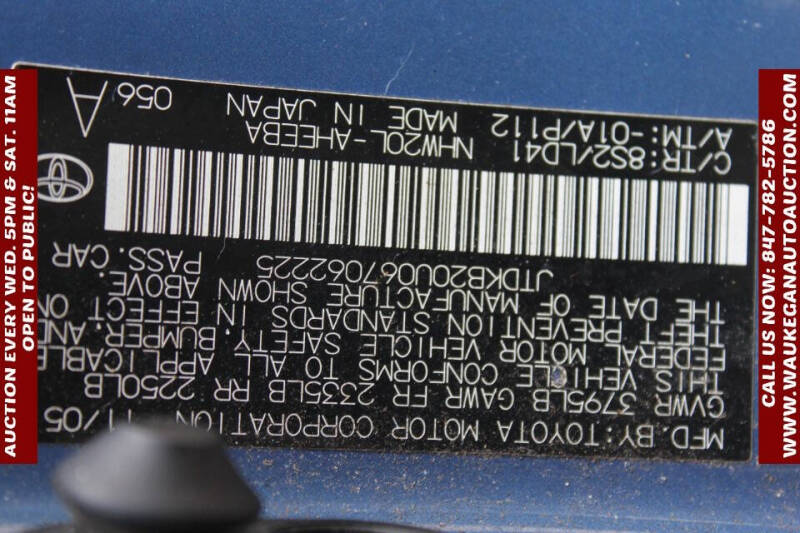 AUCTION EVERY WED. 5PM & SAT. 11AM
OPEN TO PUBLIC!
MFD. BY:TOYOTA MOTOR CORPORATION 11/05
GVWR 3795LB GAWR FR 2335LB RR 2250LB
THIS VEHICLE CONFORMS TO ALL APPLICABLE
FEDERAL MOTOR VEHICLE SAFETY, BUMPER, AND
THEFT PREVENTION STANDARDS IN EFFECT ON
THE DATE OF MANUFACTURE SHOWN ABOVE.
JTDKB20U067062225 PASS. CAR
C/TR:8S2/LD41 NHW20L-AHEEBA
A/TM:-01A/P112 MADE IN JAPAN
A 056
CALL US NOW: 847-782-5786
WWW.WAUKEGANAUTOAUCTION.COM